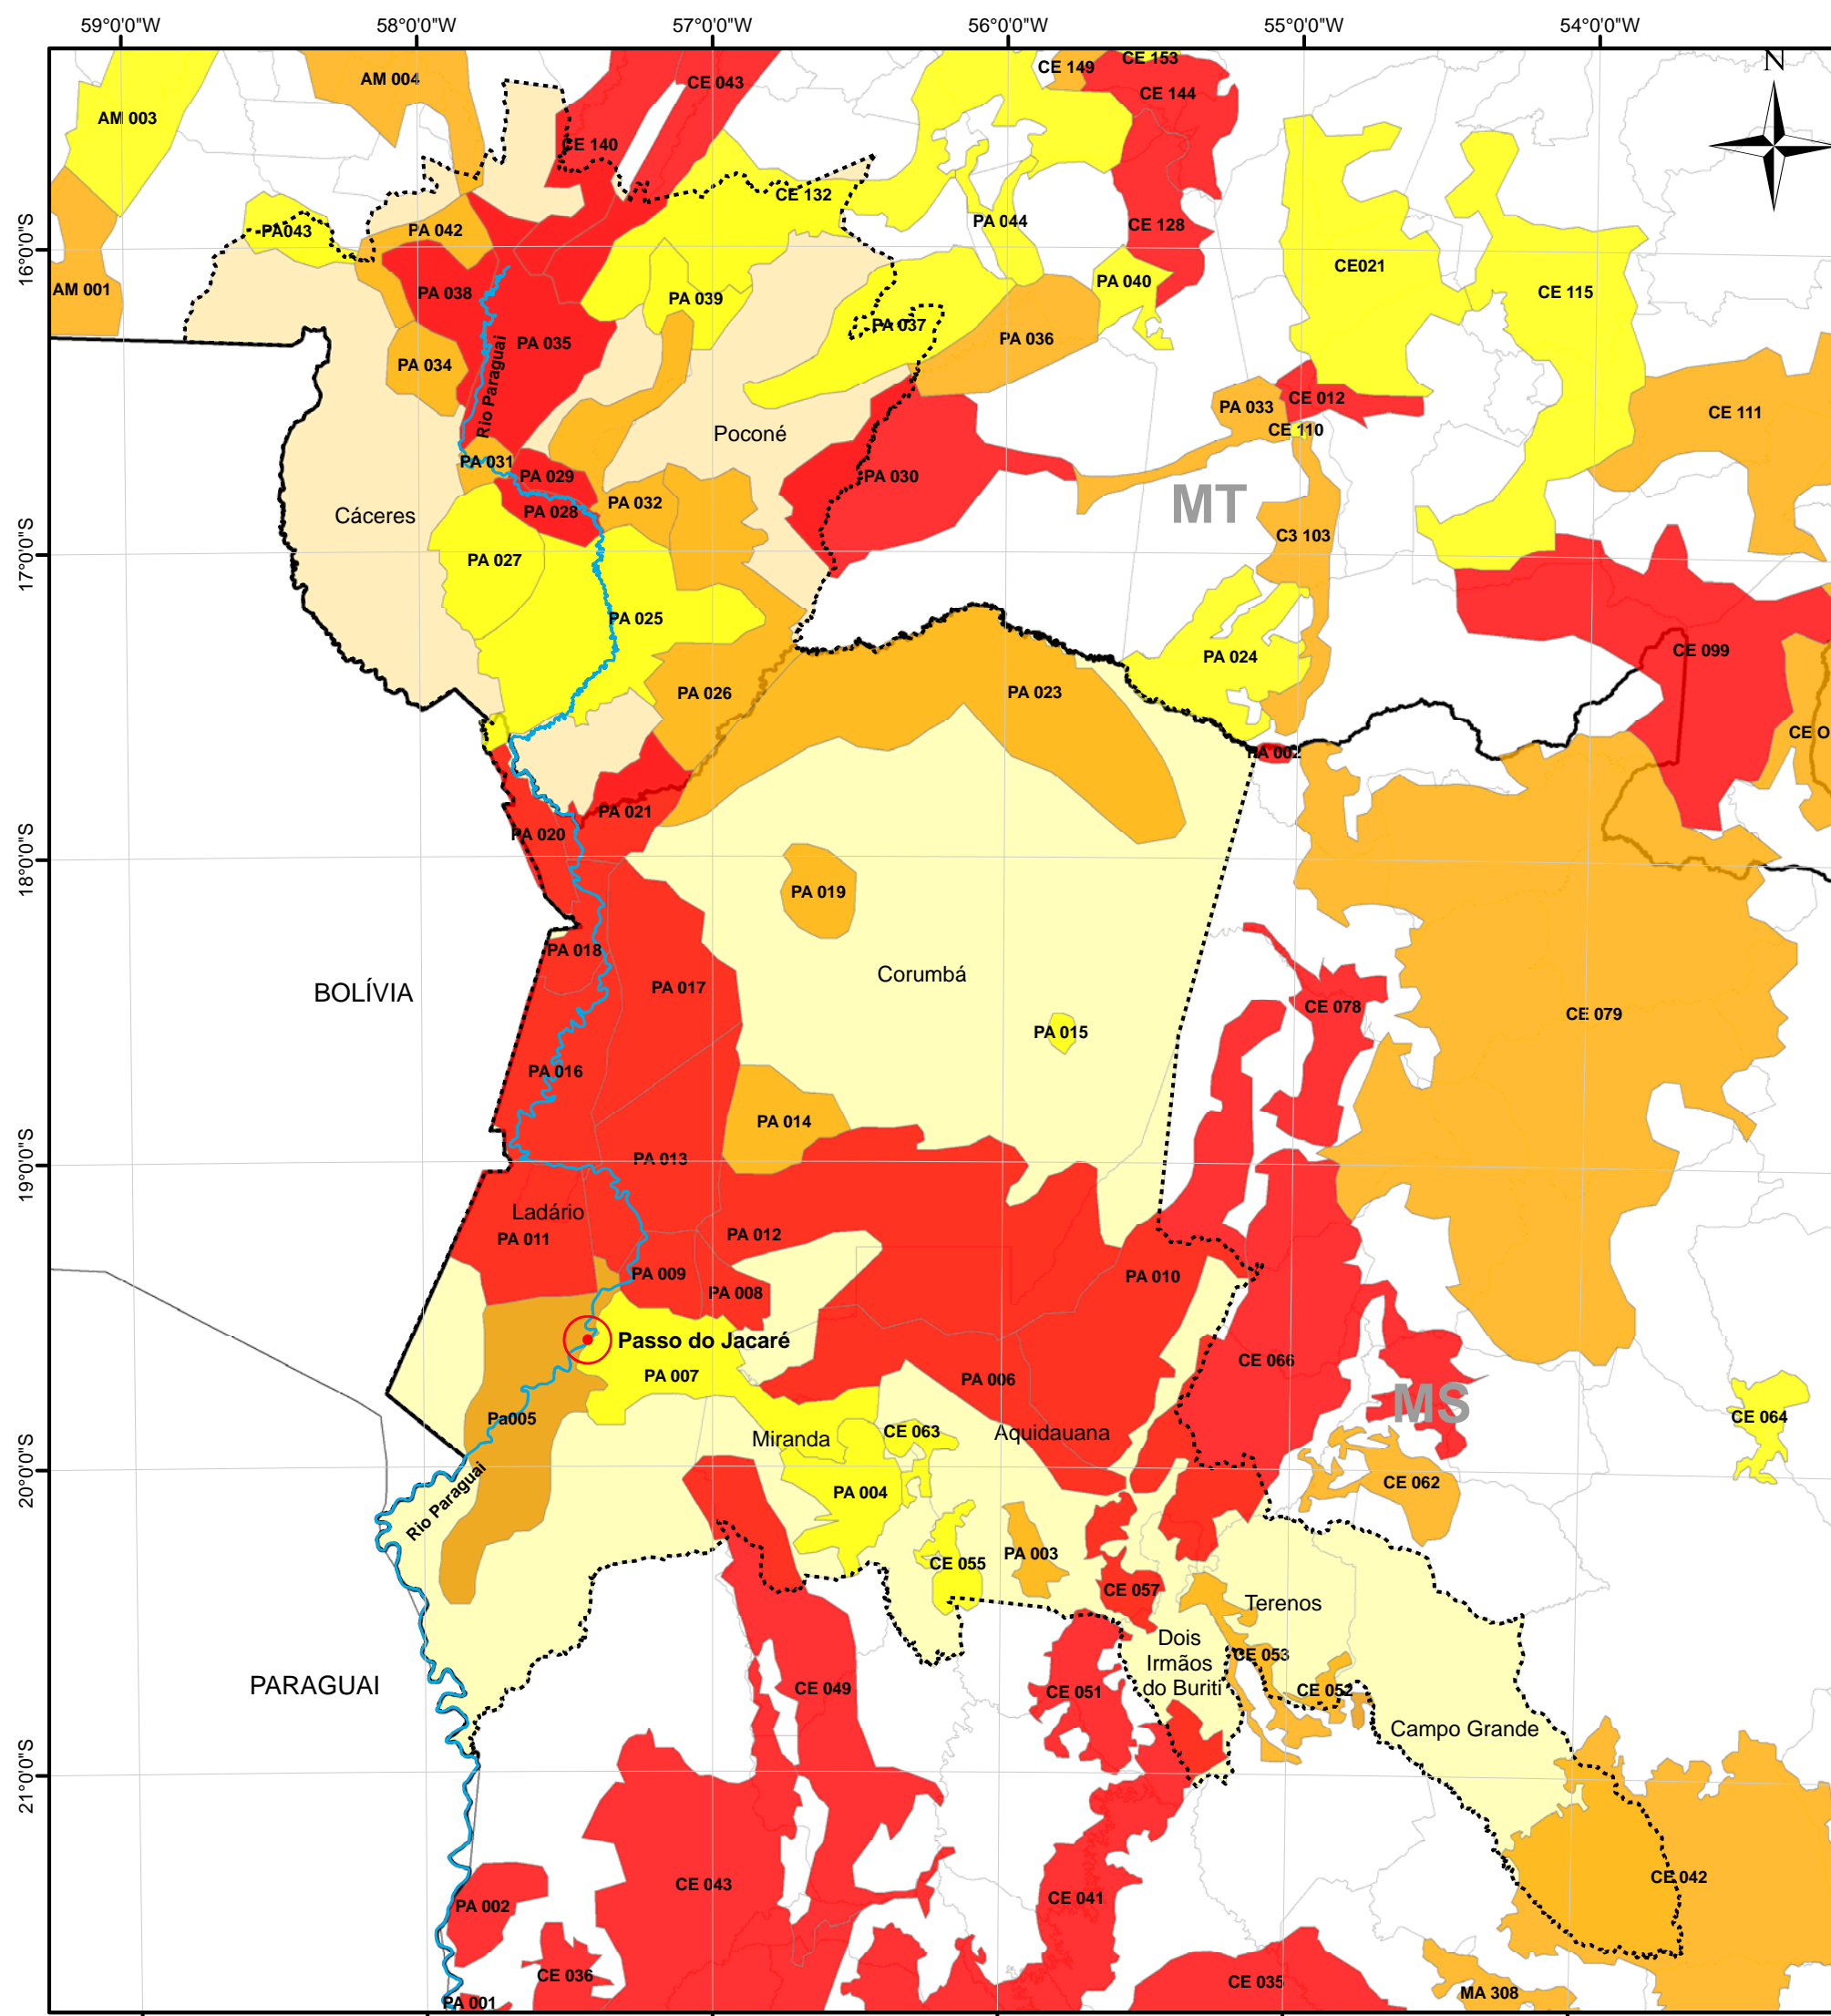 59°0'0"W
58°0'0"W
57°0'0"W
56°0'0"W
55°0'0"W
54°0'0"W
N
AM 004
CE 043
CE 149
CE 153
CE 144
AM 003
CE 140
CE 132
PA043
PA 042
PA 044
CE 128
16°0'0"S
AM 001
PA 038
PA 039
PA 040
CE021
CE 115
PA 037
PA 036
PA 035
PA 034
Rio Paraguai
CE 012
PA 033
CE 110
CE 111
Poconé
PA 031
PA 029
PA 030
PA 032
PA 028
MT
Cáceres
C3 103
17°0'0"S
PA 027
PA 025
PA 024
CE 099
PA 026
PA 023
CE O
PA 002
PA 021
PA 020
18°0'0"S
PA 019
PA 018
Corumbá
BOLÍVIA
PA 017
CE 078
CE 079
PA 015
PA 016
PA 014
PA 013
19°0'0"S
Ladário
PA 011
PA 012
PA 009
PA 010
PA 008
Passo do Jacaré
CE 066
PA 007
PA 006
MS
Pa005
CE 064
Miranda
CE 063
Aquidauana
20°0'0"S
Rio Paraguai
PA 004
CE 062
CE 055
PA 003
CE 057
Terenos
Dois
Irmãos
do Buriti
CE 053
PARAGUAI
CE 049
CE 051
CE 052
Campo Grande
21°0'0"S
CE 043
CE 041
CE 042
PA 002
CE 036
CE 035
MA 308
PA 001